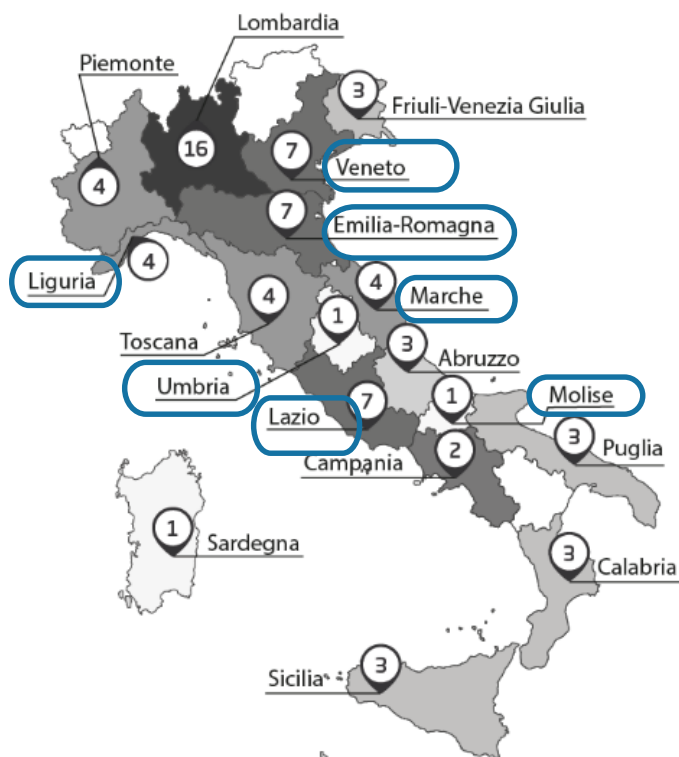 Lombardia
Piemonte
3
Friuli-Venezia Giulia
16
7
Veneto
4
7
Emilia-Romagna
4
Liguria
4
Marche
4
Toscana
1
3
Abruzzo
Umbria
Molise
1
Lazio
7
3
Puglia
Campania
2
1
Sardegna
3
Calabria
3
Sicilia